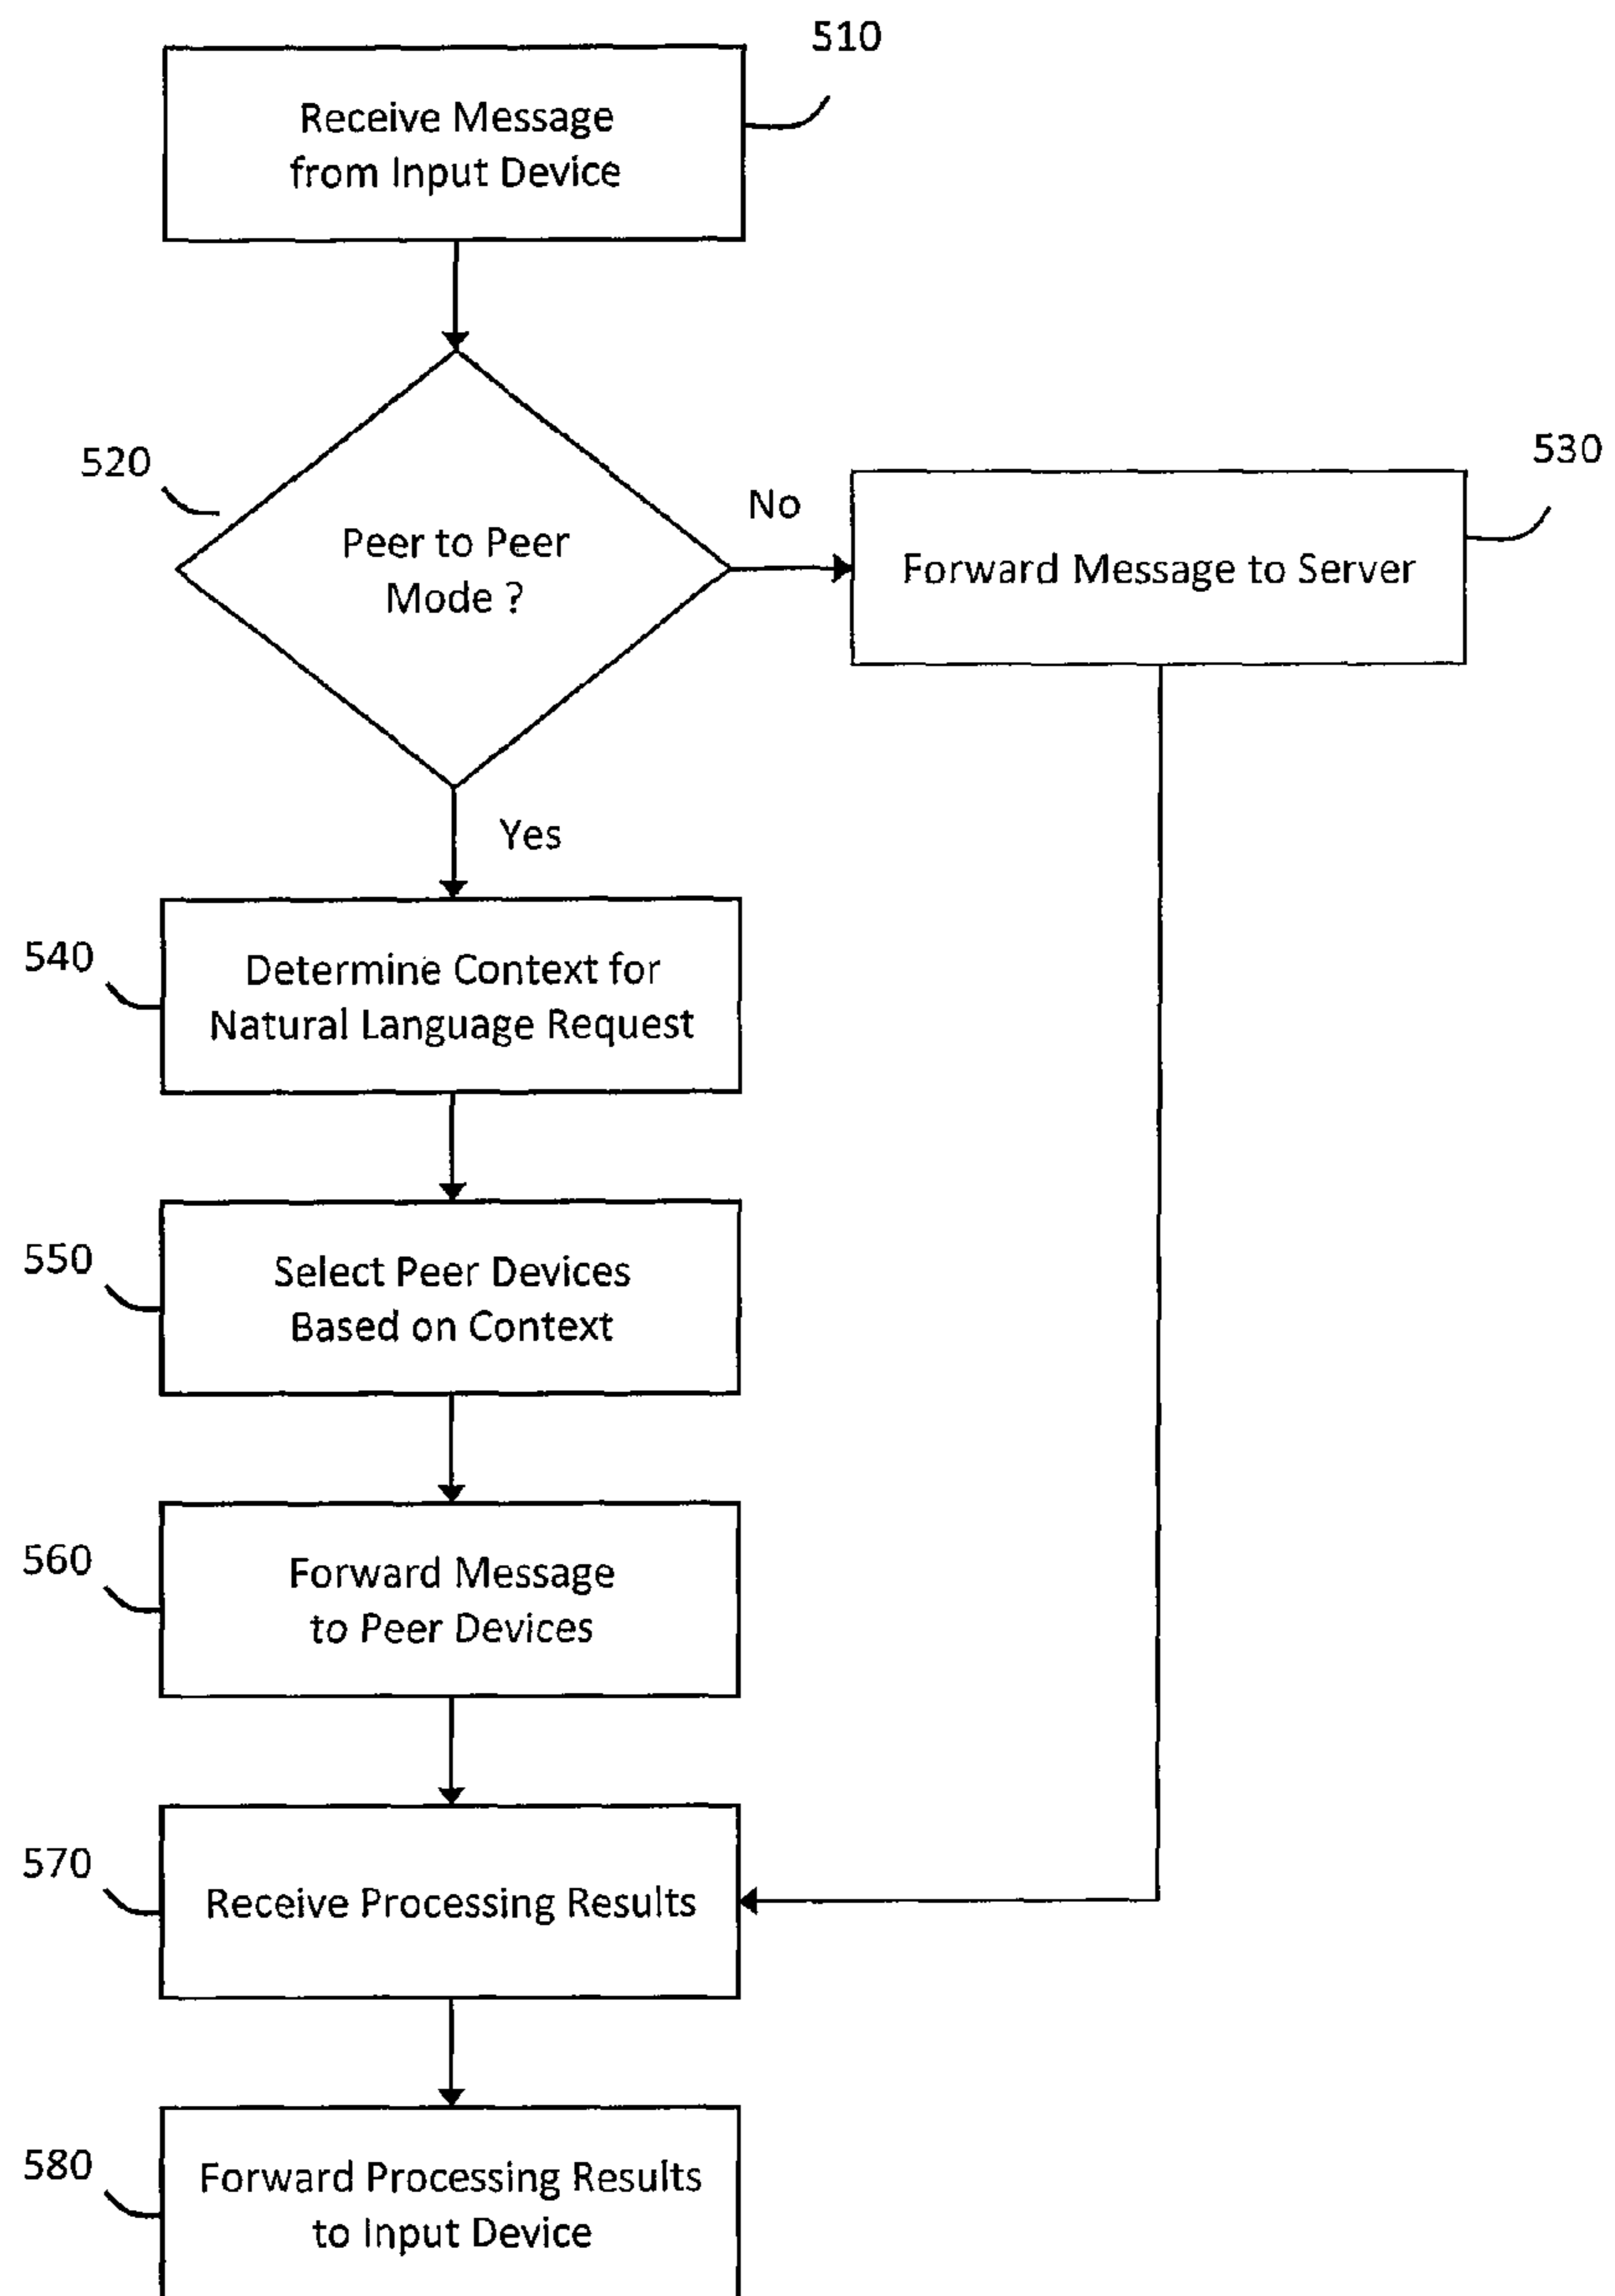 510
Receive Message
from Input Device
520
Peer to Peer
Mode ?
No
530
Forward Message to Server
Yes
540
Determine Context for
Natural Language Request
550
Select Peer Devices
Based on Context
560
Forward Message
to Peer Devices
570
Receive Processing Results
580
Forward Processing Results
to Input Device